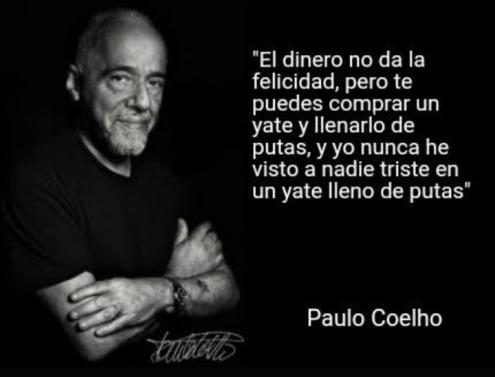 "El dinero no da la
felicidad, pero te
puedes comprar un
yate y llenarlo de
putas, y yo nunca he
visto a nadie triste en
un yate lleno de putas"
Paulo Coelho